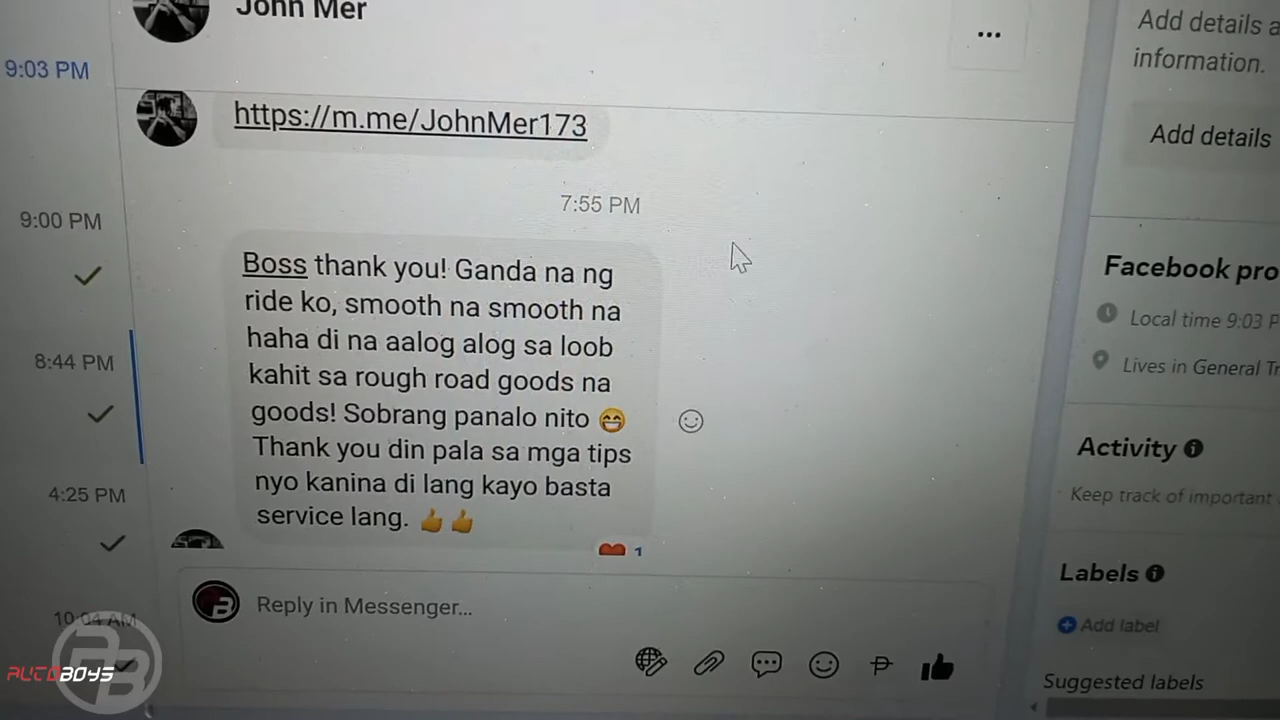 John Mer
9:03 PM
https://m.me/JohnMer173
7:55 PM
9:00 PM
Boss thank you! Ganda na ng
ride ko, smooth na smooth na
haha di na aalog alog sa loob
kahit sa rough road goods na
goods! Sobrang panalo nito 😁
Thank you din pala sa mga tips
nyo kanina di lang kayo basta
service lang. 👍👍
❤️ 1
8:44 PM
4:25 PM
10:04 AM
Reply in Messenger...
Add details a
information.
Add details
Facebook pro
Local time 9:03 P
Lives in General Tr
Activity
Keep track of important
Labels
Add label
Suggested labels
AUTOBOYS